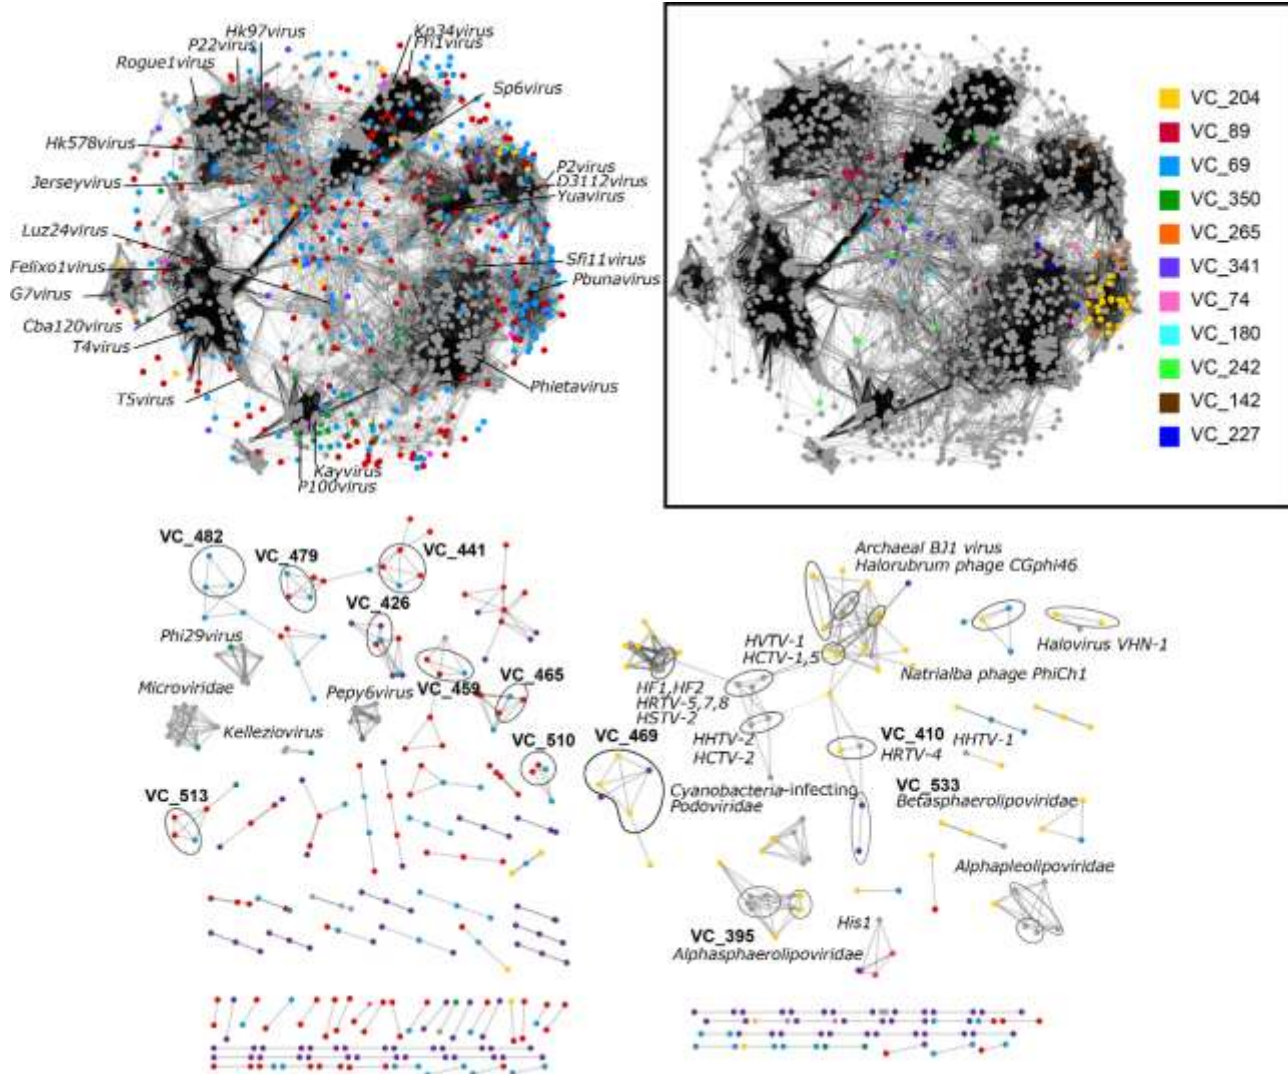 Hk97virus
P22virus
Rogue1virus
Kp34virus
Fri1virus
Sp6virus
Hk578virus
Jerseyvirus
P2virus
D3112virus
Yuavirus
Luz24virus
Felixo1virus
G7virus
Cba120virus
T4virus
T5virus
Sfi11virus
Pbunavirus
Phietavirus
Kayvirus
P100virus
VC_204
VC_89
VC_69
VC_350
VC_265
VC_341
VC_74
VC_180
VC_242
VC_142
VC_227
VC_482
VC_479
VC_441
VC_426
Phi29virus
Microviridae
Pepy6virus
VC_459
VC_465
Kelleziovirus
VC_510
VC_513
Archaeal BJ1 virus
Halorubrum phage CGphi46
HVTV-1
HCTV-1,5
Halovirus VHN-1
Natrialba phage PhiCh1
HF1,HF2
HRTV-5,7,8
HSTV-2
VC_469
HHTV-2
HCTV-2
VC_410
HRTV-4
HHTV-1
Cyanobacteria-infecting
Podoviridae
VC_533
Betasphaerolipoviridae
Alphapleolipoviridae
His1
VC_395
Alphasphaerolipoviridae